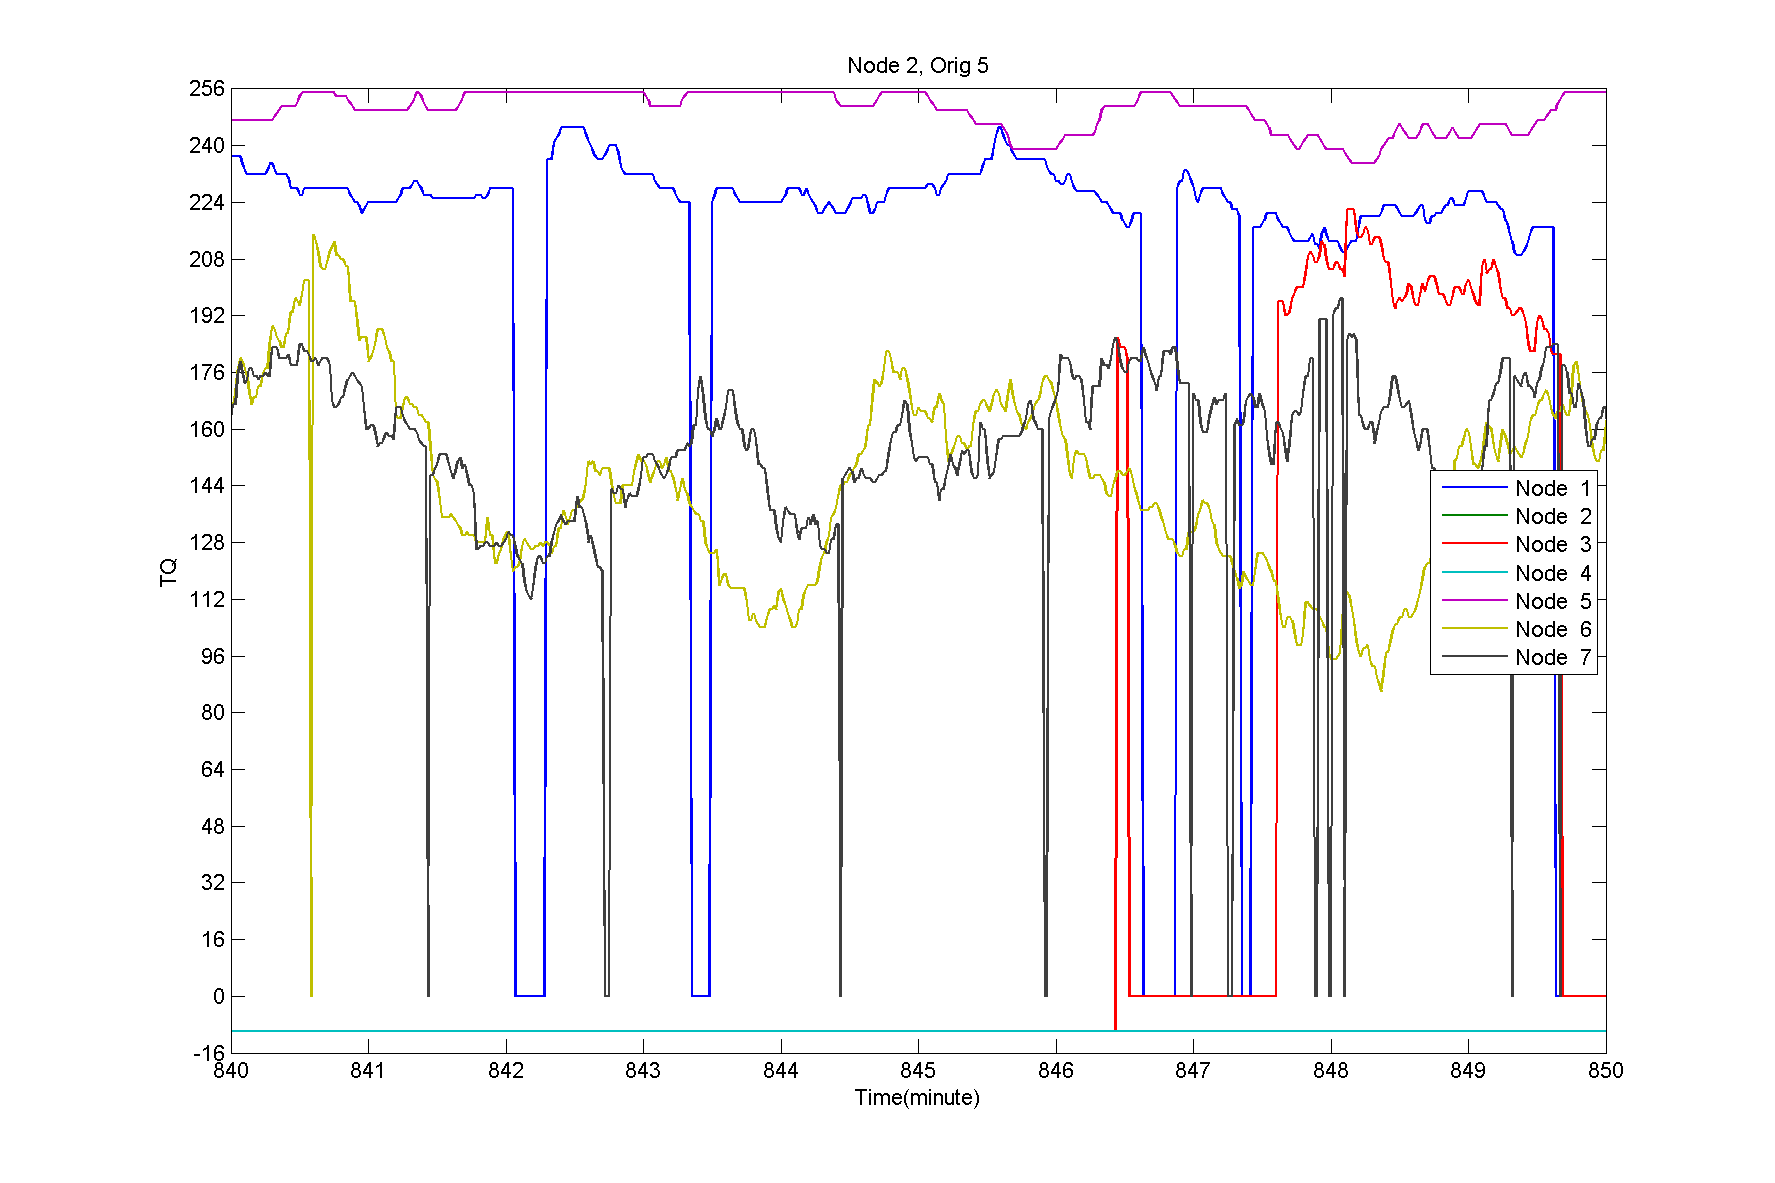 Node 2, Orig 5
256
240
224
208
192
176
160
144
128
112
96
80
64
48
32
16
0
-16
TQ
840 841 842 843 844 845 846 847 848 849 850
Time(minute)
Node 1
Node 2
Node 3
Node 4
Node 5
Node 6
Node 7